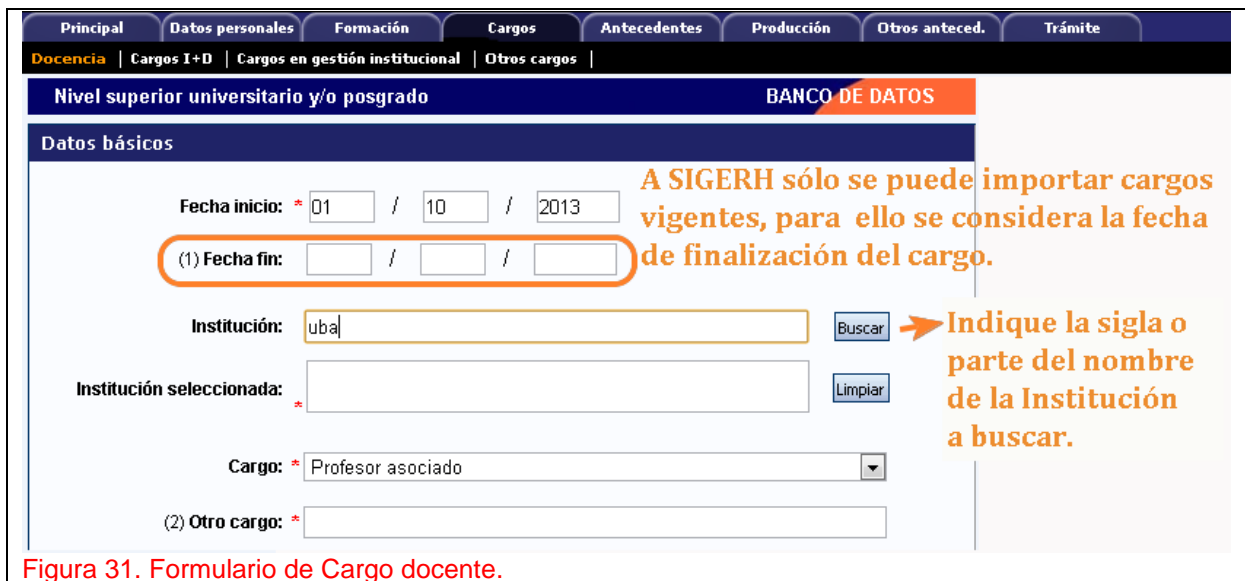 Principal Datos personales Formación Cargos Antecedentes Producción Otros anteced. Trámite
Docencia | Cargos I+D | Cargos en gestión institucional | Otros cargos |
Nivel superior universitario y/o posgrado BANCO DE DATOS
Datos básicos
A SIGERH sólo se puede importar cargos
vigentes, para ello se considera la fecha
de finalización del cargo.
Fecha inicio: * 01 / 10 / 2013
(1) Fecha fin: / /
Institución: uba Buscar
Indique la sigla o
parte del nombre
de la Institución
a buscar.
Institución seleccionada: * Limpiar
Cargo: * Profesor asociado
(2) Otro cargo: *
Figura 31. Formulario de Cargo docente.